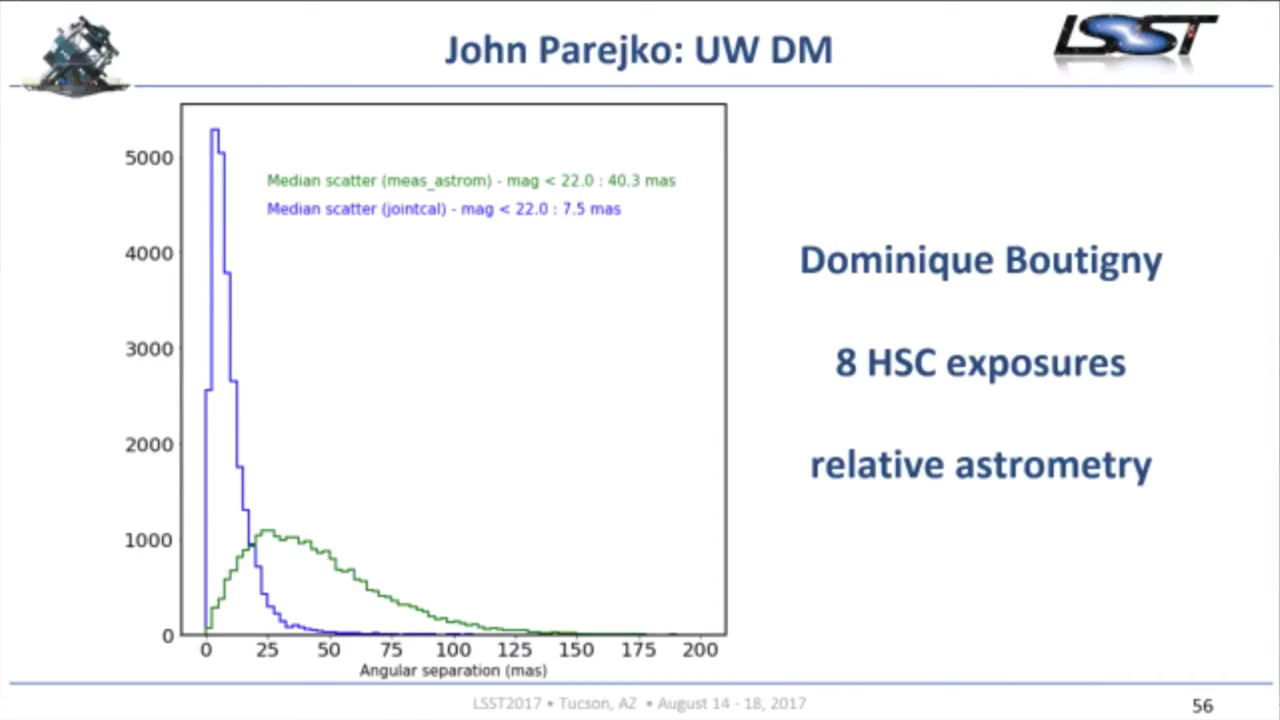 John Parejko: UW DM
LSST
5000
4000
3000
2000
1000
0
Median scatter (meas_astrom) - mag < 22.0 : 40.3 mas
Median scatter (jointcal) - mag < 22.0 : 7.5 mas
0 25 50 75 100 125 150 175 200
Angular separation (mas)
Dominique Boutigny
8 HSC exposures
relative astrometry
LSST2017 • Tucson, AZ • August 14 - 18, 2017
56